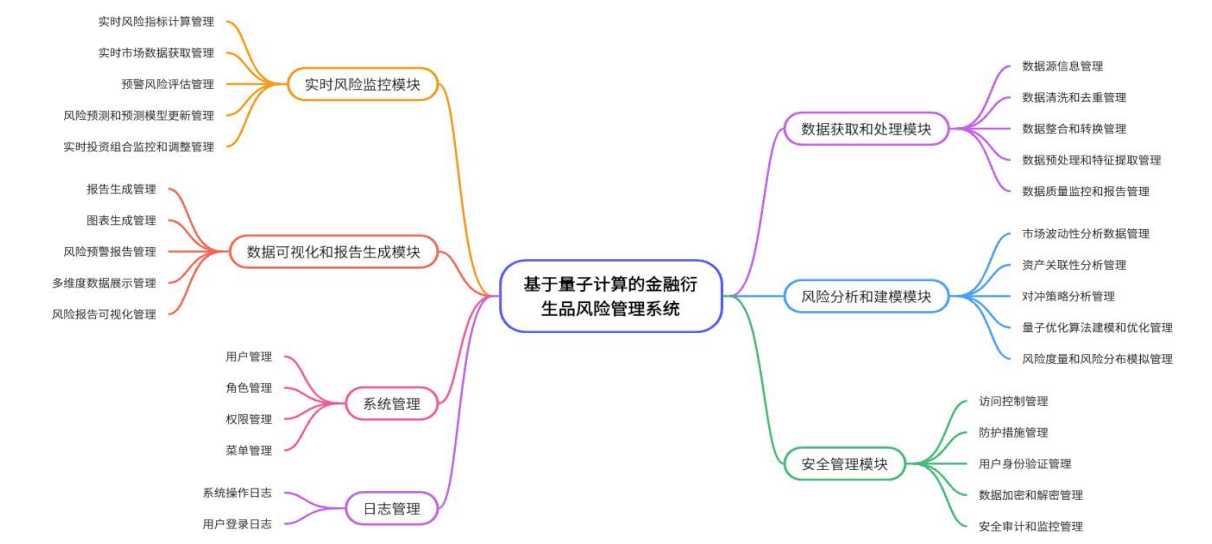 基于量子计算的金融衍
生品风险管理系统
实时风险监控模块
实时风险指标计算管理
实时市场数据获取管理
预警风险评估管理
风险预测和预测模型更新管理
实时投资组合监控和调整管理
数据可视化和报告生成模块
报告生成管理
图表生成管理
风险预警报告管理
多维度数据展示管理
风险报告可视化管理
系统管理
用户管理
角色管理
权限管理
菜单管理
日志管理
系统操作日志
用户登录日志
数据获取和处理模块
数据源信息管理
数据清洗和去重管理
数据整合和转换管理
数据预处理和特征提取管理
数据质量监控和报告管理
风险分析和建模模块
市场波动性分析数据管理
资产关联性分析管理
对冲策略分析管理
量子优化算法建模和优化管理
风险度量和风险分布模拟管理
安全管理模块
访问控制管理
防护措施管理
用户身份验证管理
数据加密和解密管理
安全审计和监控管理